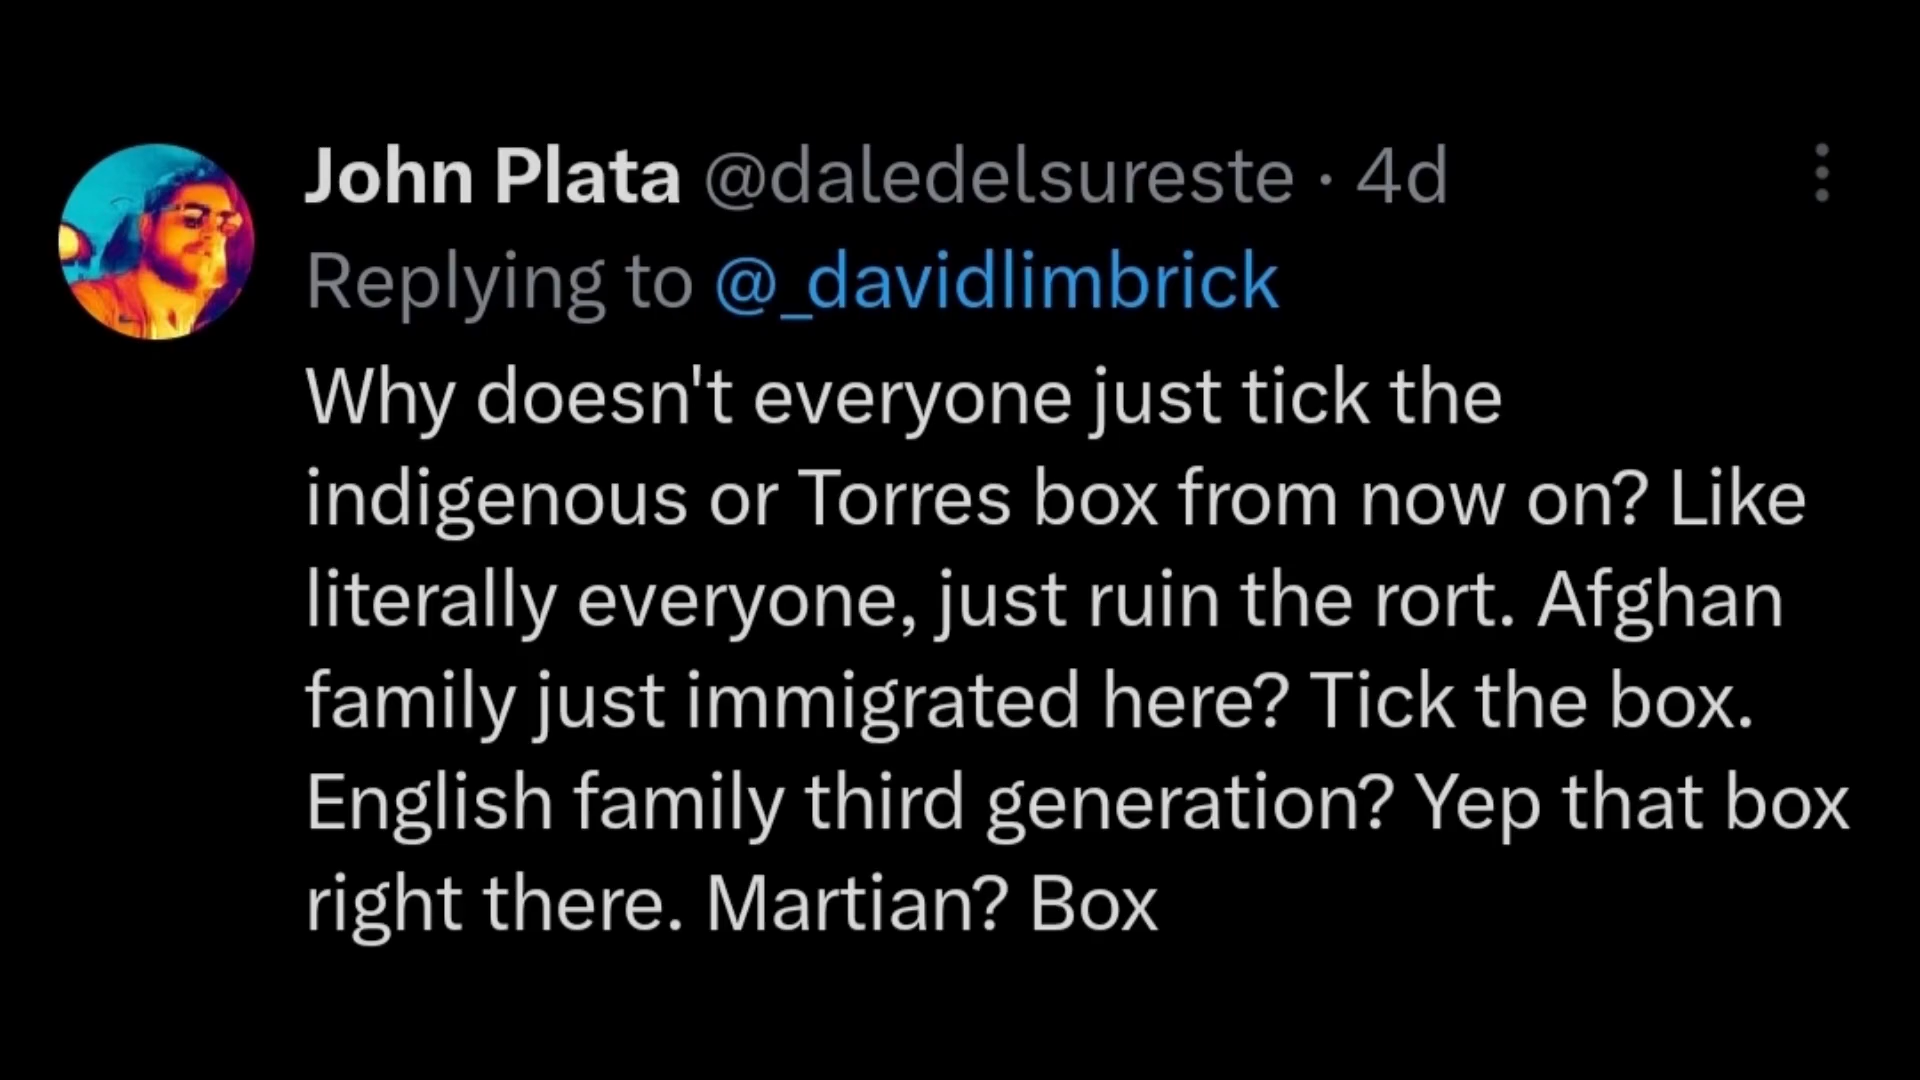 John Plata @daledelsureste · 4d
Replying to @_davidlimbrick
Why doesn't everyone just tick the
indigenous or Torres box from now on? Like
literally everyone, just ruin the rort. Afghan
family just immigrated here? Tick the box.
English family third generation? Yep that box
right there. Martian? Box